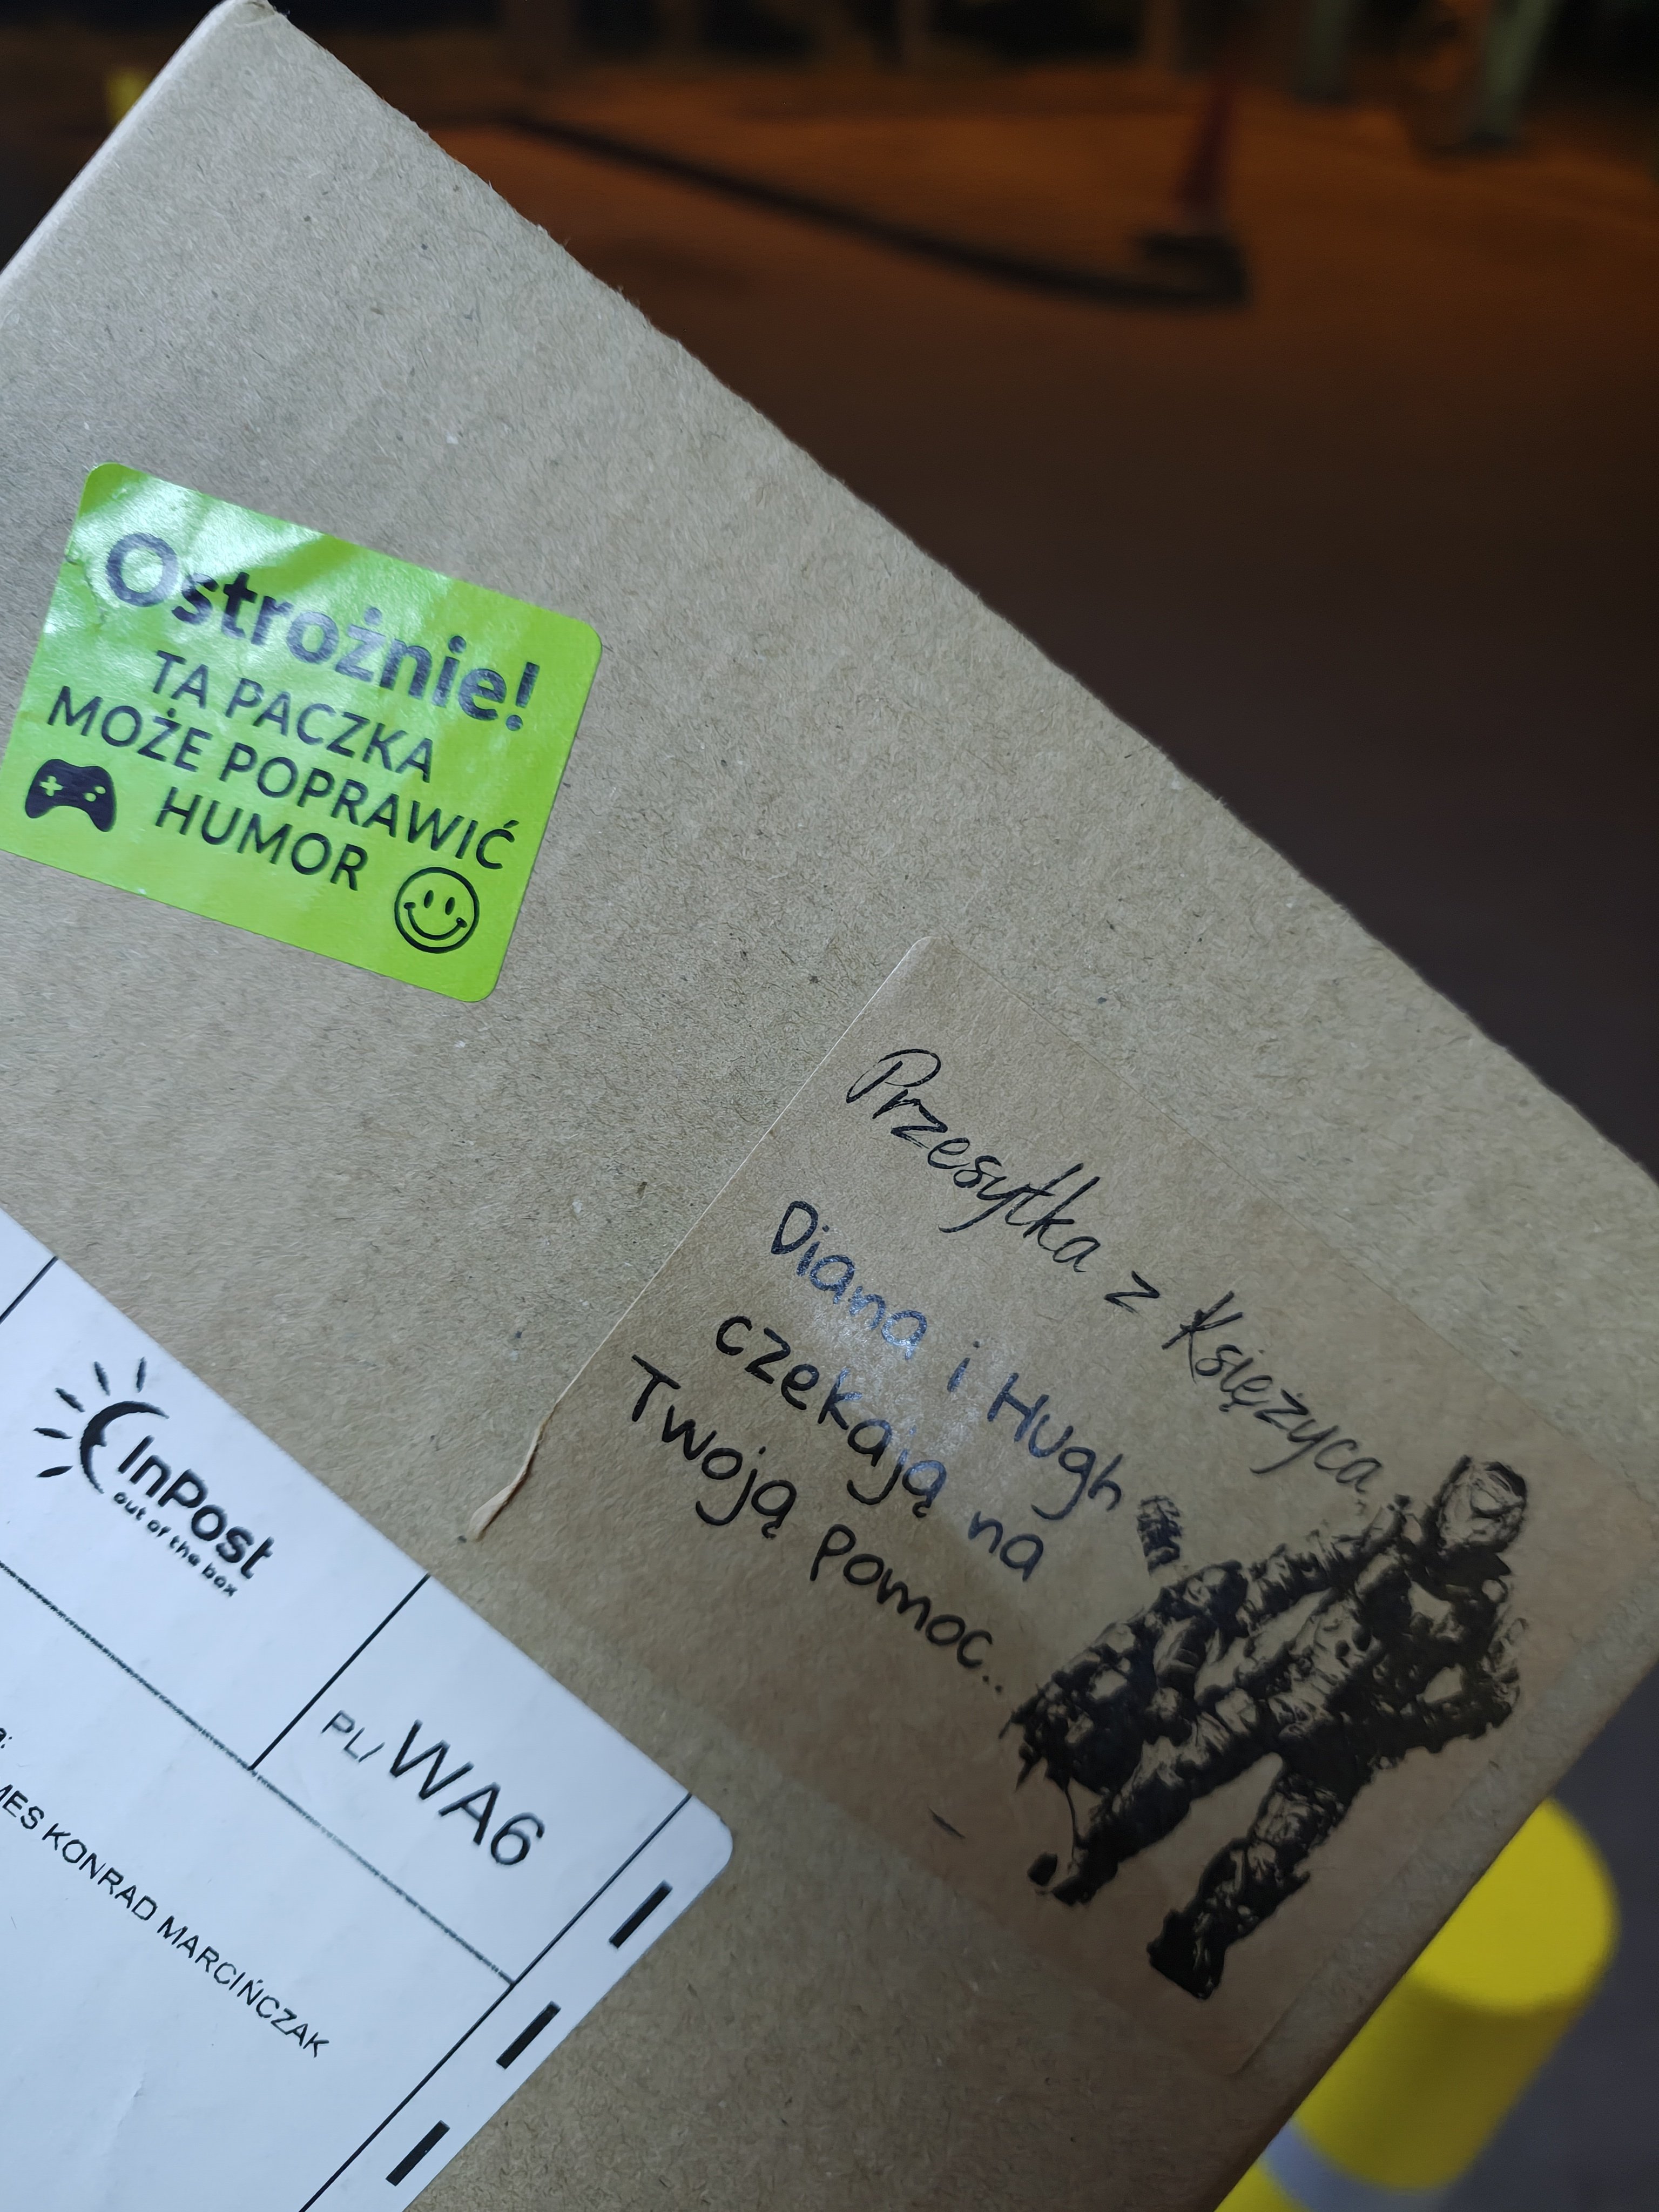 Ostrożnie!
TA PACZKA
MOŻE POPRAWIĆ
HUMOR
Przesyłka z Księżyca
Diana i Hugh
czekają na
Twoją pomoc...
InPost
out of the box
PL/ WA6
KONRAD MARCIŃCZAK